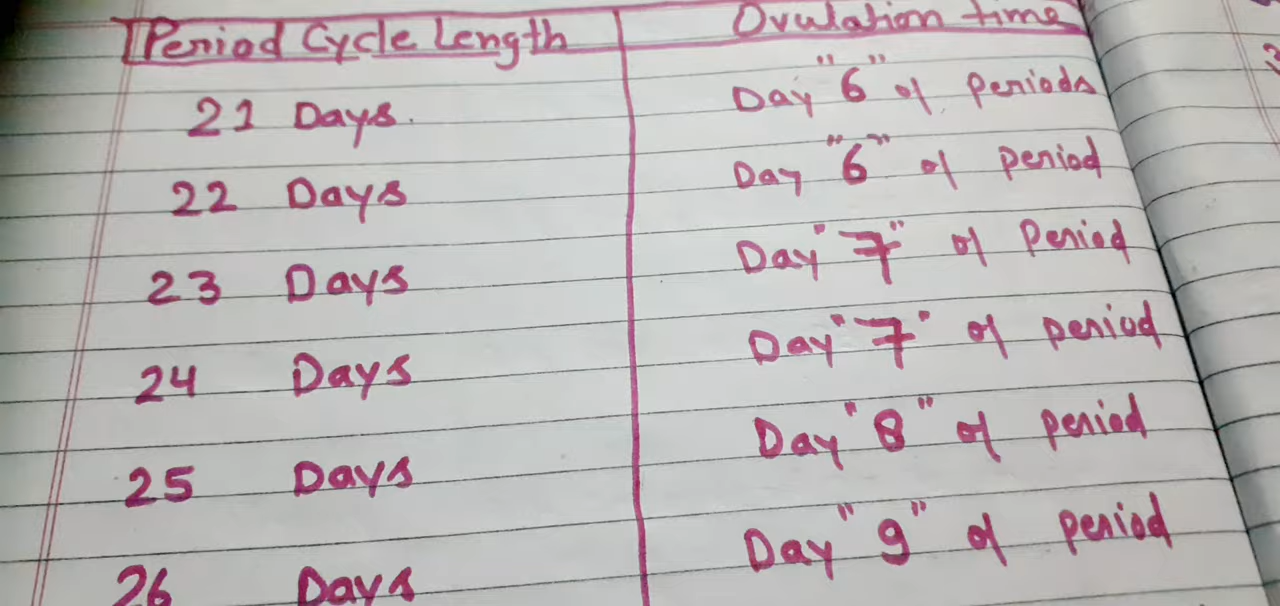 Period Cycle Length Ovulation time
21 Days. Day "6" of periods
22 Days Day "6" of period
23 Days Day "7" of Period
24 Days Day "7" of period
25 Days Day "8" of period
26 Days Day "9" of period